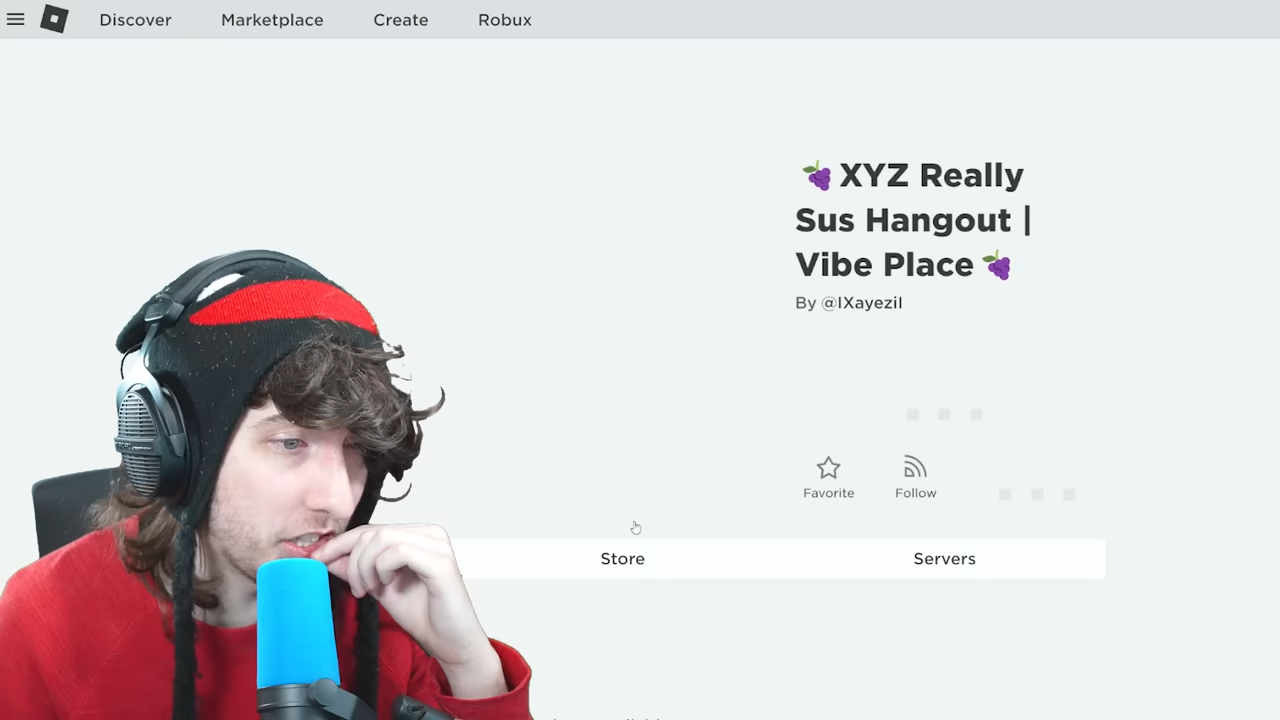 Discover Marketplace Create Robux
🍇XYZ Really
Sus Hangout |
Vibe Place🍇
By @IXayezil
Favorite Follow
Store Servers